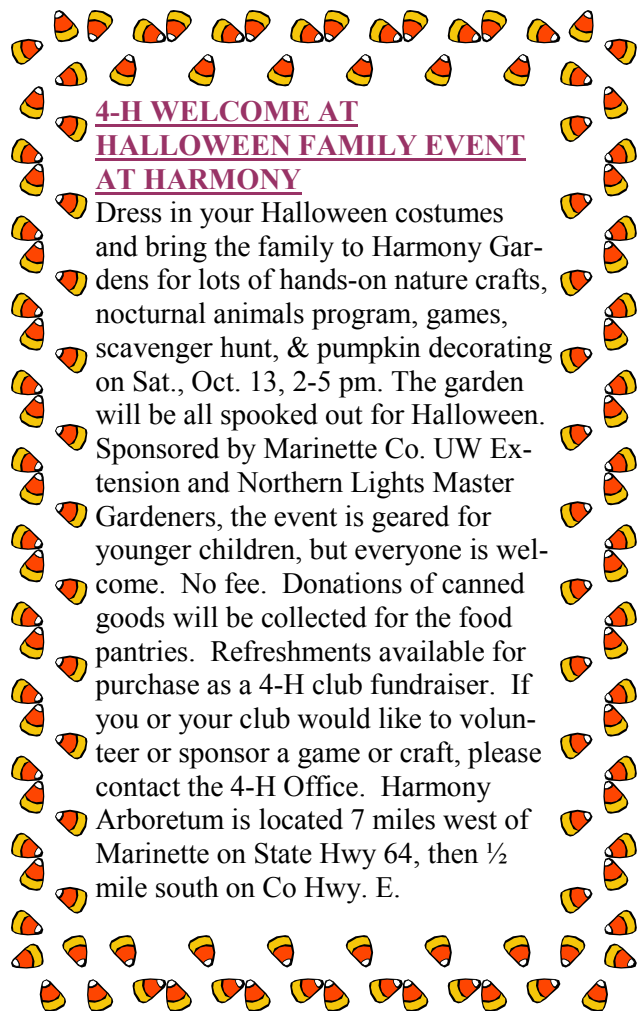 4-H WELCOME AT
HALLOWEEN FAMILY EVENT
AT HARMONY
Dress in your Halloween costumes
and bring the family to Harmony Gar-
dens for lots of hands-on nature crafts,
nocturnal animals program, games,
scavenger hunt, & pumpkin decorating
on Sat., Oct. 13, 2-5 pm. The garden
will be all spooked out for Halloween.
Sponsored by Marinette Co. UW Ex-
tension and Northern Lights Master
Gardeners, the event is geared for
younger children, but everyone is wel-
come.  No fee.  Donations of canned
goods will be collected for the food
pantries.  Refreshments available for
purchase as a 4-H club fundraiser.  If
you or your club would like to volun-
teer or sponsor a game or craft, please
contact the 4-H Office.  Harmony
Arboretum is located 7 miles west of
Marinette on State Hwy 64, then ½
mile south on Co Hwy. E.